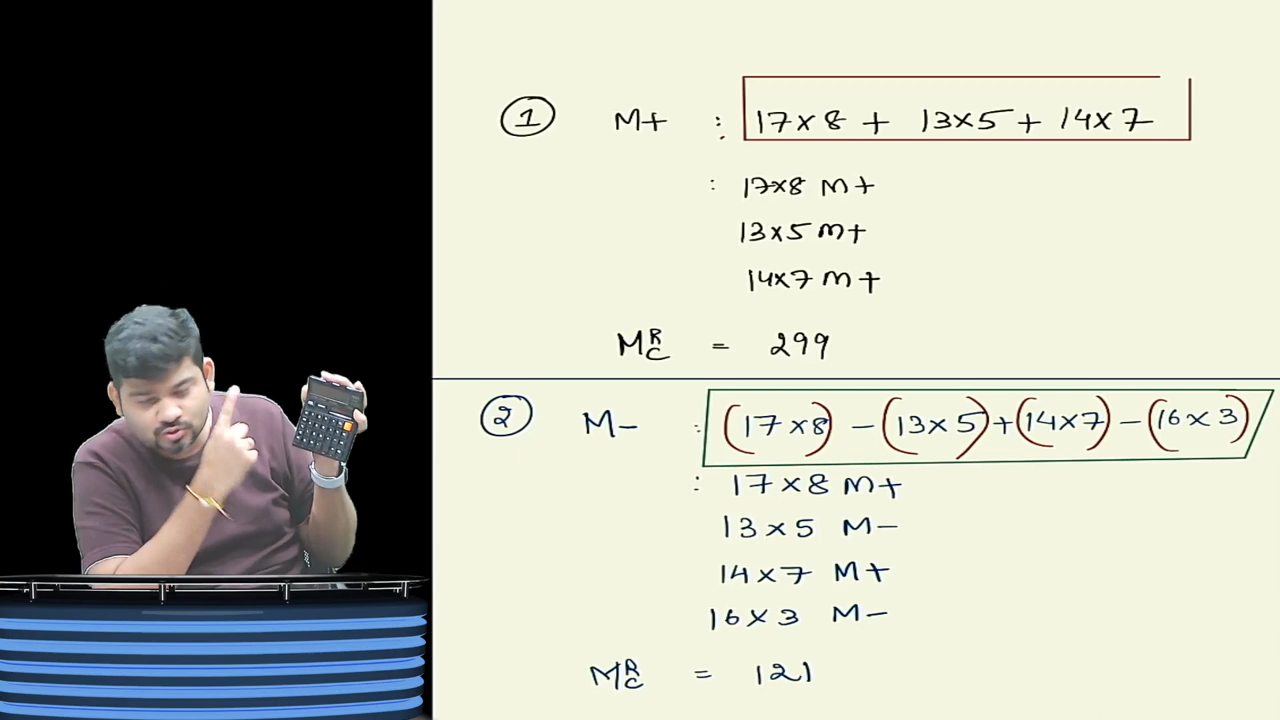 ① M+ : 17×8 + 13×5 + 14×7
: 17×8 M+
13×5 M+
14×7 M+
MRC = 299
② M- : (17×8) - (13×5) + (14×7) - (16×3)
: 17×8 M+
13×5 M-
14×7 M+
16×3 M-
MRC = 121